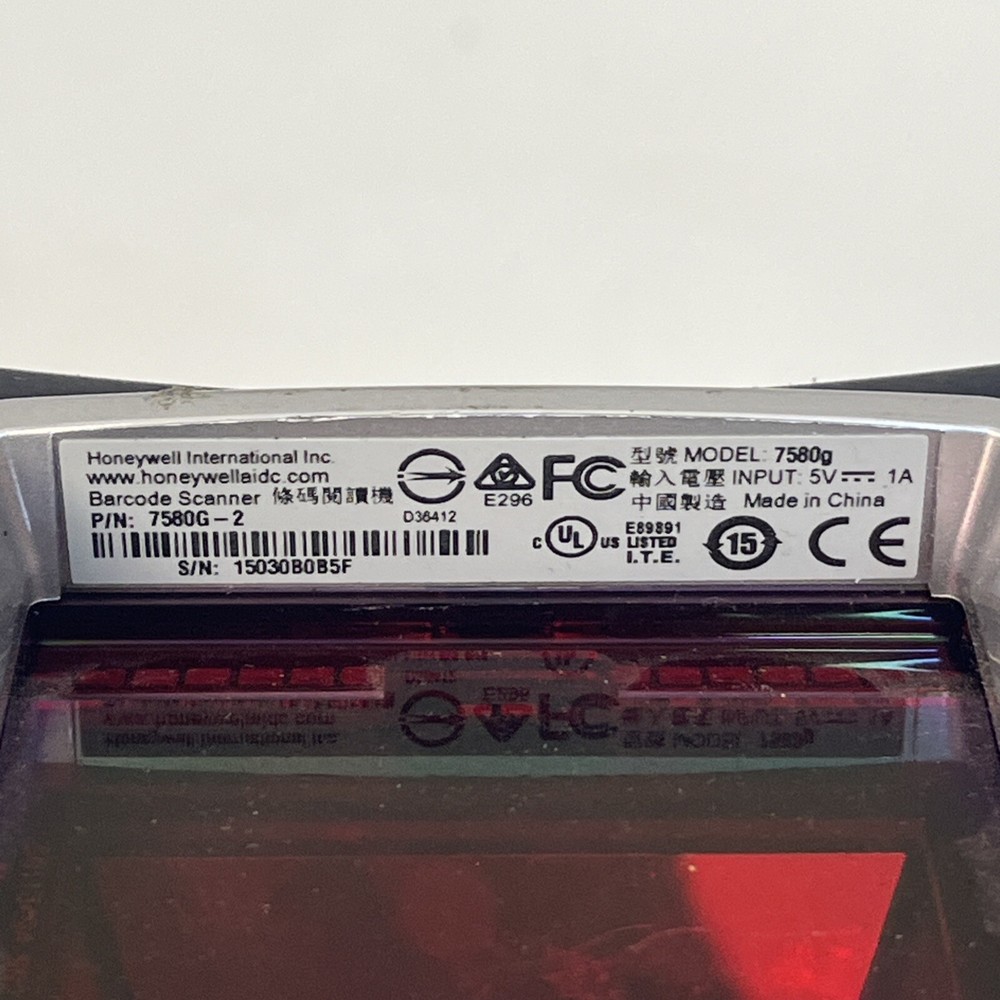 Honeywell International Inc.
www.honeywellaidc.com
Barcode Scanner 條碼閱讀機
P/N: 7580G-2
S/N: 15030B0B5F
D36412
E296
FC
型號 MODEL: 7580g
輸入電壓 INPUT: 5V⎓ 1A
中國製造 Made in China
c UL us LISTED
E89891
I.T.E.
15
CE